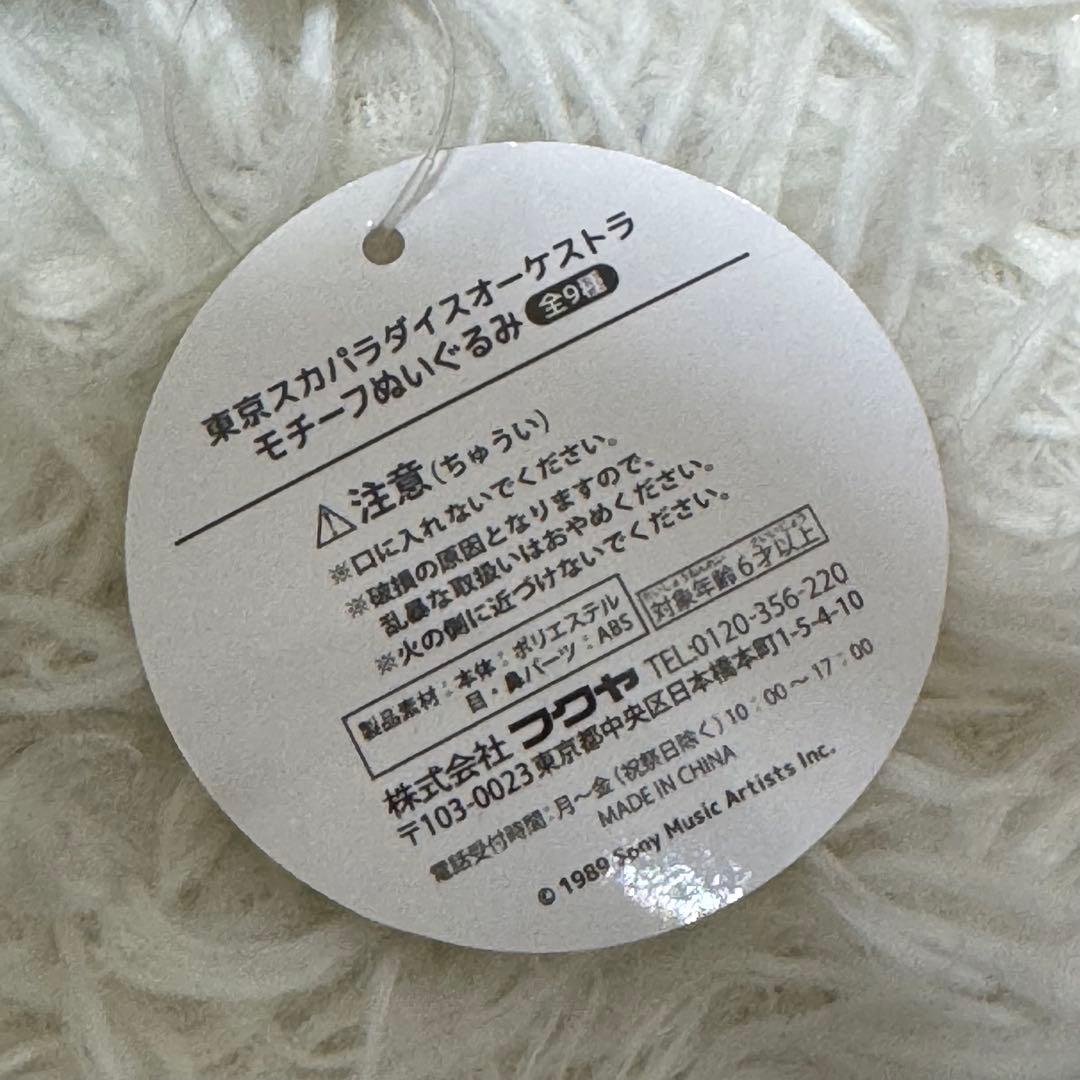 東京スカパラダイスオーケストラ
モチーフぬいぐるみ 全9種
⚠注意(ちゅうい)
※口に入れないでください。
※破損の原因となりますので、
乱暴な取扱いはおやめください。
※火の側に近づけないでください。
製品素材:本体:ポリエステル
目・鼻パーツ:ABS
対象年齢6才以上
株式会社フクヤ TEL:0120-356-220
〒103-0023東京都中央区日本橋本町1-5-4-10
電話受付時間:月～金(祝祭日除く)10:00～17:00
MADE IN CHINA
© 1989 Sony Music Artists Inc.